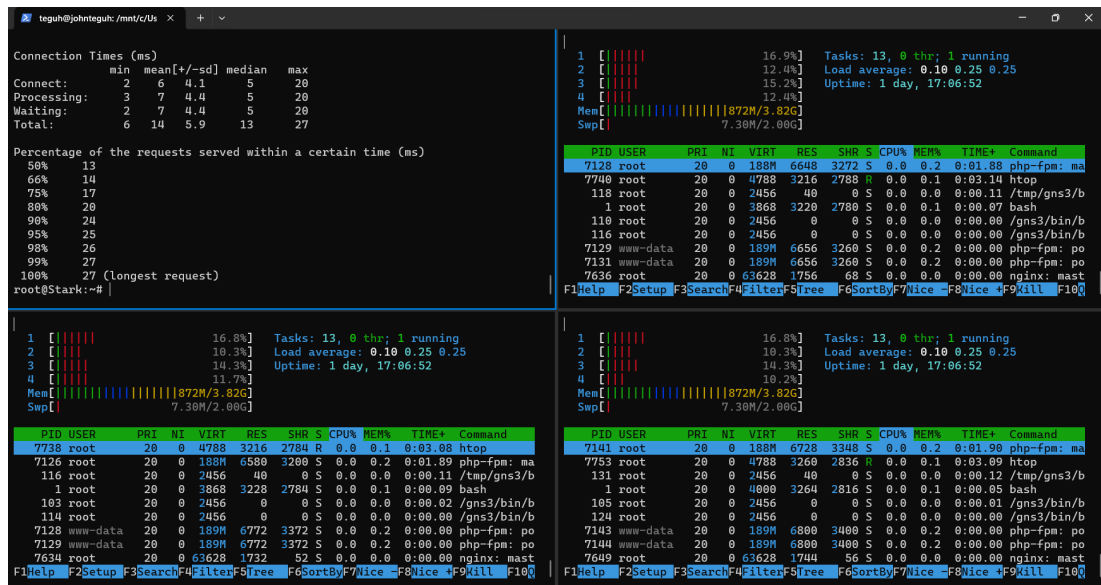 teguh@johnteguh: /mnt/c/Us
Connection Times (ms)
min mean[+/-sd] median max
Connect: 2 6 4.1 5 20
Processing: 3 7 4.4 5 20
Waiting: 2 7 4.4 5 20
Total: 6 14 5.9 13 27
Percentage of the requests served within a certain time (ms)
50% 13
66% 14
75% 17
80% 20
90% 24
95% 25
98% 26
99% 27
100% 27 (longest request)
root@Stark:~#
1 [|||||| 16.9%] Tasks: 13, 0 thr; 1 running
2 [||||| 12.4%] Load average: 0.10 0.25 0.25
3 [||||| 15.2%] Uptime: 1 day, 17:06:52
4 [|||| 12.4%]
Mem[||||||||||||||||||||872M/3.82G]
Swp[| 7.30M/2.00G]
PID USER PRI NI VIRT RES SHR S CPU% MEM% TIME+ Command
7128 root 20 0 188M 6648 3272 S 0.0 0.2 0:01.88 php-fpm: ma
7740 root 20 0 4788 3216 2788 R 0.0 0.1 0:03.14 htop
118 root 20 0 2456 40 0 S 0.0 0.0 0:00.11 /tmp/gns3/b
1 root 20 0 3868 3220 2780 S 0.0 0.1 0:00.07 bash
110 root 20 0 2456 0 0 S 0.0 0.0 0:00.00 /gns3/bin/b
116 root 20 0 2456 0 0 S 0.0 0.0 0:00.00 /gns3/bin/b
7129 www-data 20 0 189M 6656 3260 S 0.0 0.2 0:00.00 php-fpm: po
7131 www-data 20 0 189M 6656 3260 S 0.0 0.2 0:00.00 php-fpm: po
7636 root 20 0 63628 1756 68 S 0.0 0.0 0:00.00 nginx: mast
F1Help F2Setup F3SearchF4FilterF5Tree F6SortByF7Nice -F8Nice +F9Kill F10Q
1 [|||||| 16.8%] Tasks: 13, 0 thr; 1 running
2 [|||| 10.3%] Load average: 0.10 0.25 0.25
3 [||||| 14.3%] Uptime: 1 day, 17:06:52
4 [||||| 11.7%]
Mem[||||||||||||||||||||872M/3.82G]
Swp[| 7.30M/2.00G]
PID USER PRI NI VIRT RES SHR S CPU% MEM% TIME+ Command
7738 root 20 0 4788 3216 2784 R 0.0 0.1 0:03.08 htop
7126 root 20 0 188M 6580 3200 S 0.0 0.2 0:01.89 php-fpm: ma
116 root 20 0 2456 40 0 S 0.0 0.0 0:00.11 /tmp/gns3/b
1 root 20 0 3868 3228 2784 S 0.0 0.1 0:00.09 bash
103 root 20 0 2456 0 0 S 0.0 0.0 0:00.02 /gns3/bin/b
114 root 20 0 2456 0 0 S 0.0 0.0 0:00.00 /gns3/bin/b
7128 www-data 20 0 189M 6772 3372 S 0.0 0.2 0:00.00 php-fpm: po
7129 www-data 20 0 189M 6772 3372 S 0.0 0.2 0:00.00 php-fpm: po
7634 root 20 0 63628 1732 52 S 0.0 0.0 0:00.00 nginx: mast
F1Help F2Setup F3SearchF4FilterF5Tree F6SortByF7Nice -F8Nice +F9Kill F10Q
1 [|||||| 16.8%] Tasks: 13, 0 thr; 1 running
2 [|||| 10.3%] Load average: 0.10 0.25 0.25
3 [||||| 14.3%] Uptime: 1 day, 17:06:52
4 [||| 10.2%]
Mem[||||||||||||||||||||872M/3.82G]
Swp[| 7.30M/2.00G]
PID USER PRI NI VIRT RES SHR S CPU% MEM% TIME+ Command
7141 root 20 0 188M 6728 3348 S 0.0 0.2 0:01.90 php-fpm: ma
7753 root 20 0 4788 3260 2836 R 0.0 0.1 0:03.09 htop
131 root 20 0 2456 40 0 S 0.0 0.0 0:00.12 /tmp/gns3/b
1 root 20 0 4000 3264 2816 S 0.0 0.1 0:00.05 bash
105 root 20 0 2456 0 0 S 0.0 0.0 0:00.01 /gns3/bin/b
124 root 20 0 2456 0 0 S 0.0 0.0 0:00.00 /gns3/bin/b
7143 www-data 20 0 189M 6800 3400 S 0.0 0.2 0:00.00 php-fpm: po
7144 www-data 20 0 189M 6800 3400 S 0.0 0.2 0:00.00 php-fpm: po
7649 root 20 0 63628 1744 56 S 0.0 0.0 0:00.00 nginx: mast
F1Help F2Setup F3SearchF4FilterF5Tree F6SortByF7Nice -F8Nice +F9Kill F10Q